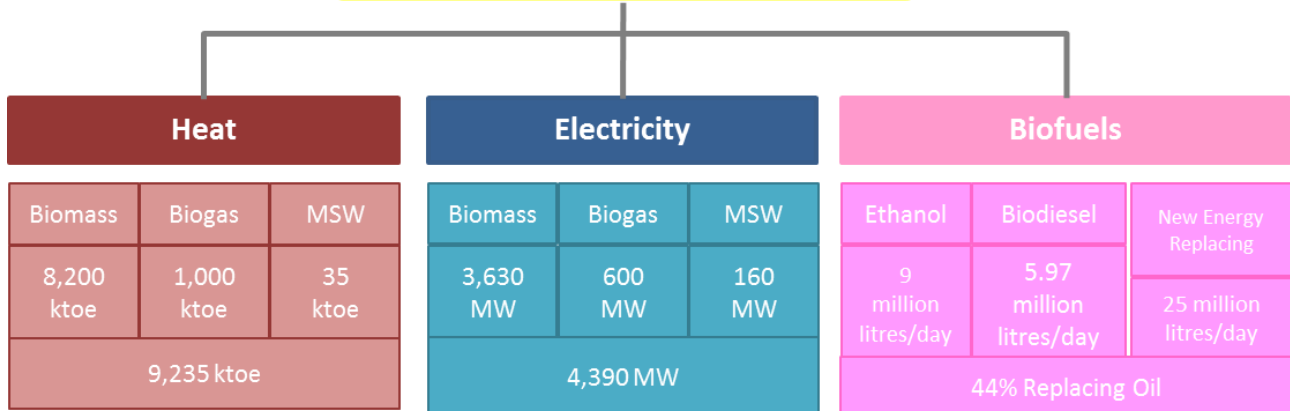 Heat
Biomass
Biogas
MSW
8,200
ktoe
1,000
ktoe
35
ktoe
9,235 ktoe
Electricity
Biomass
Biogas
MSW
3,630
MW
600
MW
160
MW
4,390 MW
Biofuels
Ethanol
Biodiesel
New Energy
Replacing
9
million
litres/day
5.97
million
litres/day
25 million
litres/day
44% Replacing Oil